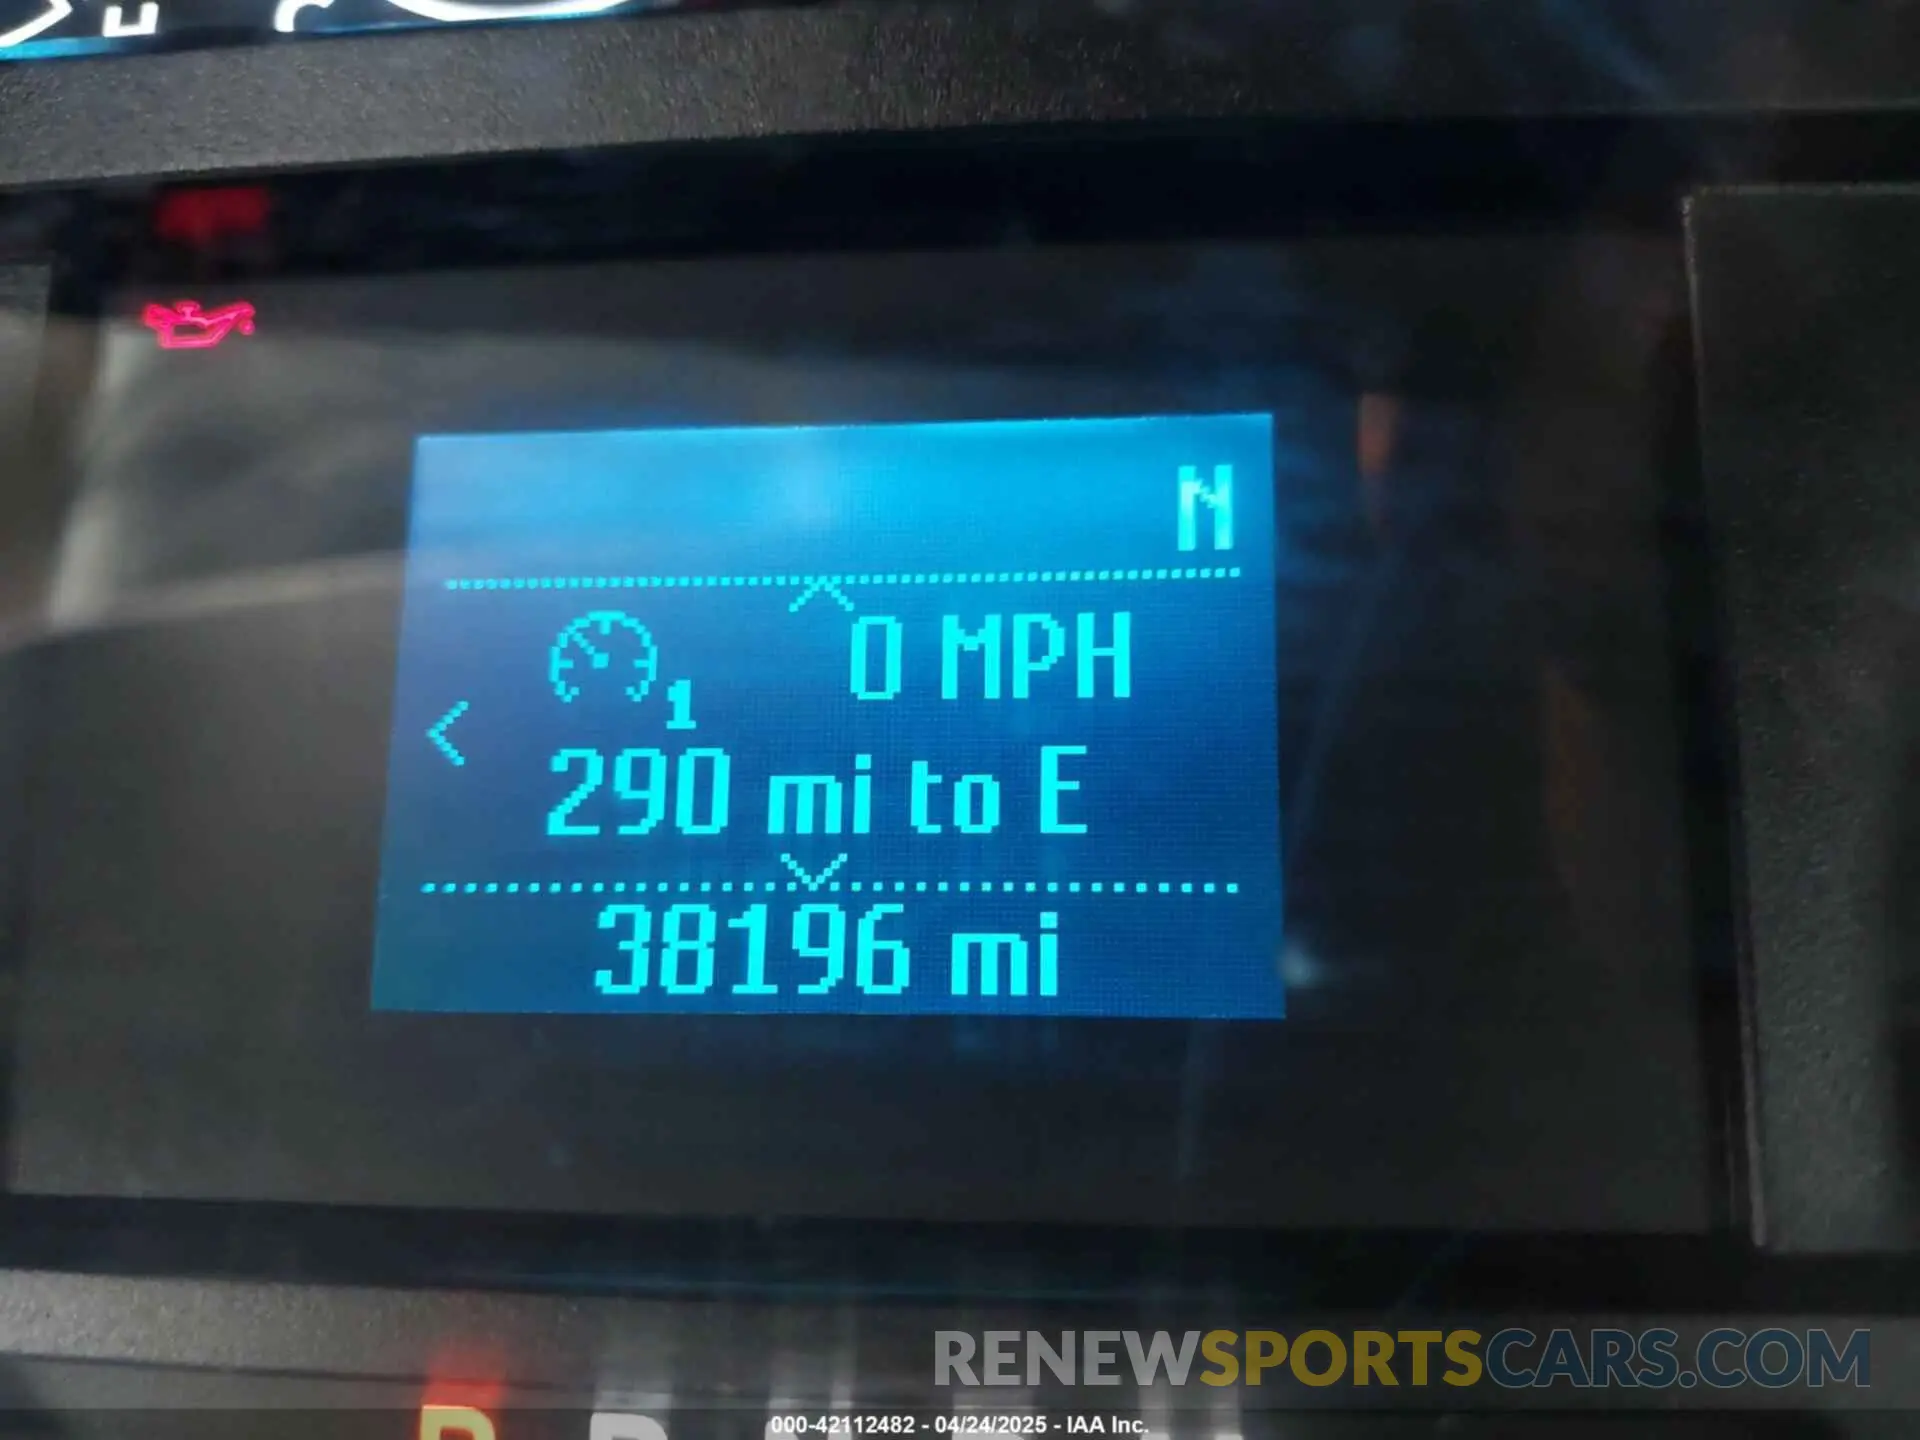 N
0 MPH
1
290 mi to E
38196 mi
RENEWSPORTSCARS.COM
000-42112482 - 04/24/2025 - IAA Inc.